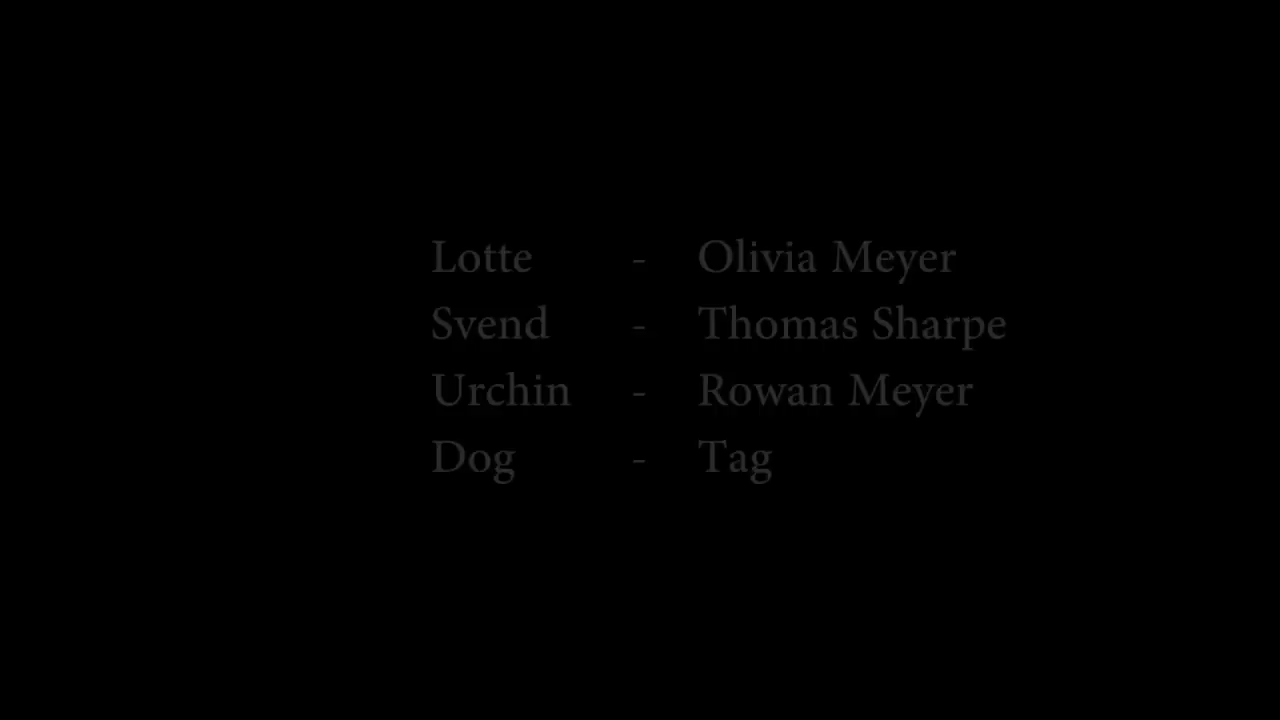 Lotte - Olivia Meyer
Svend - Thomas Sharpe
Urchin - Rowan Meyer
Dog - Tag